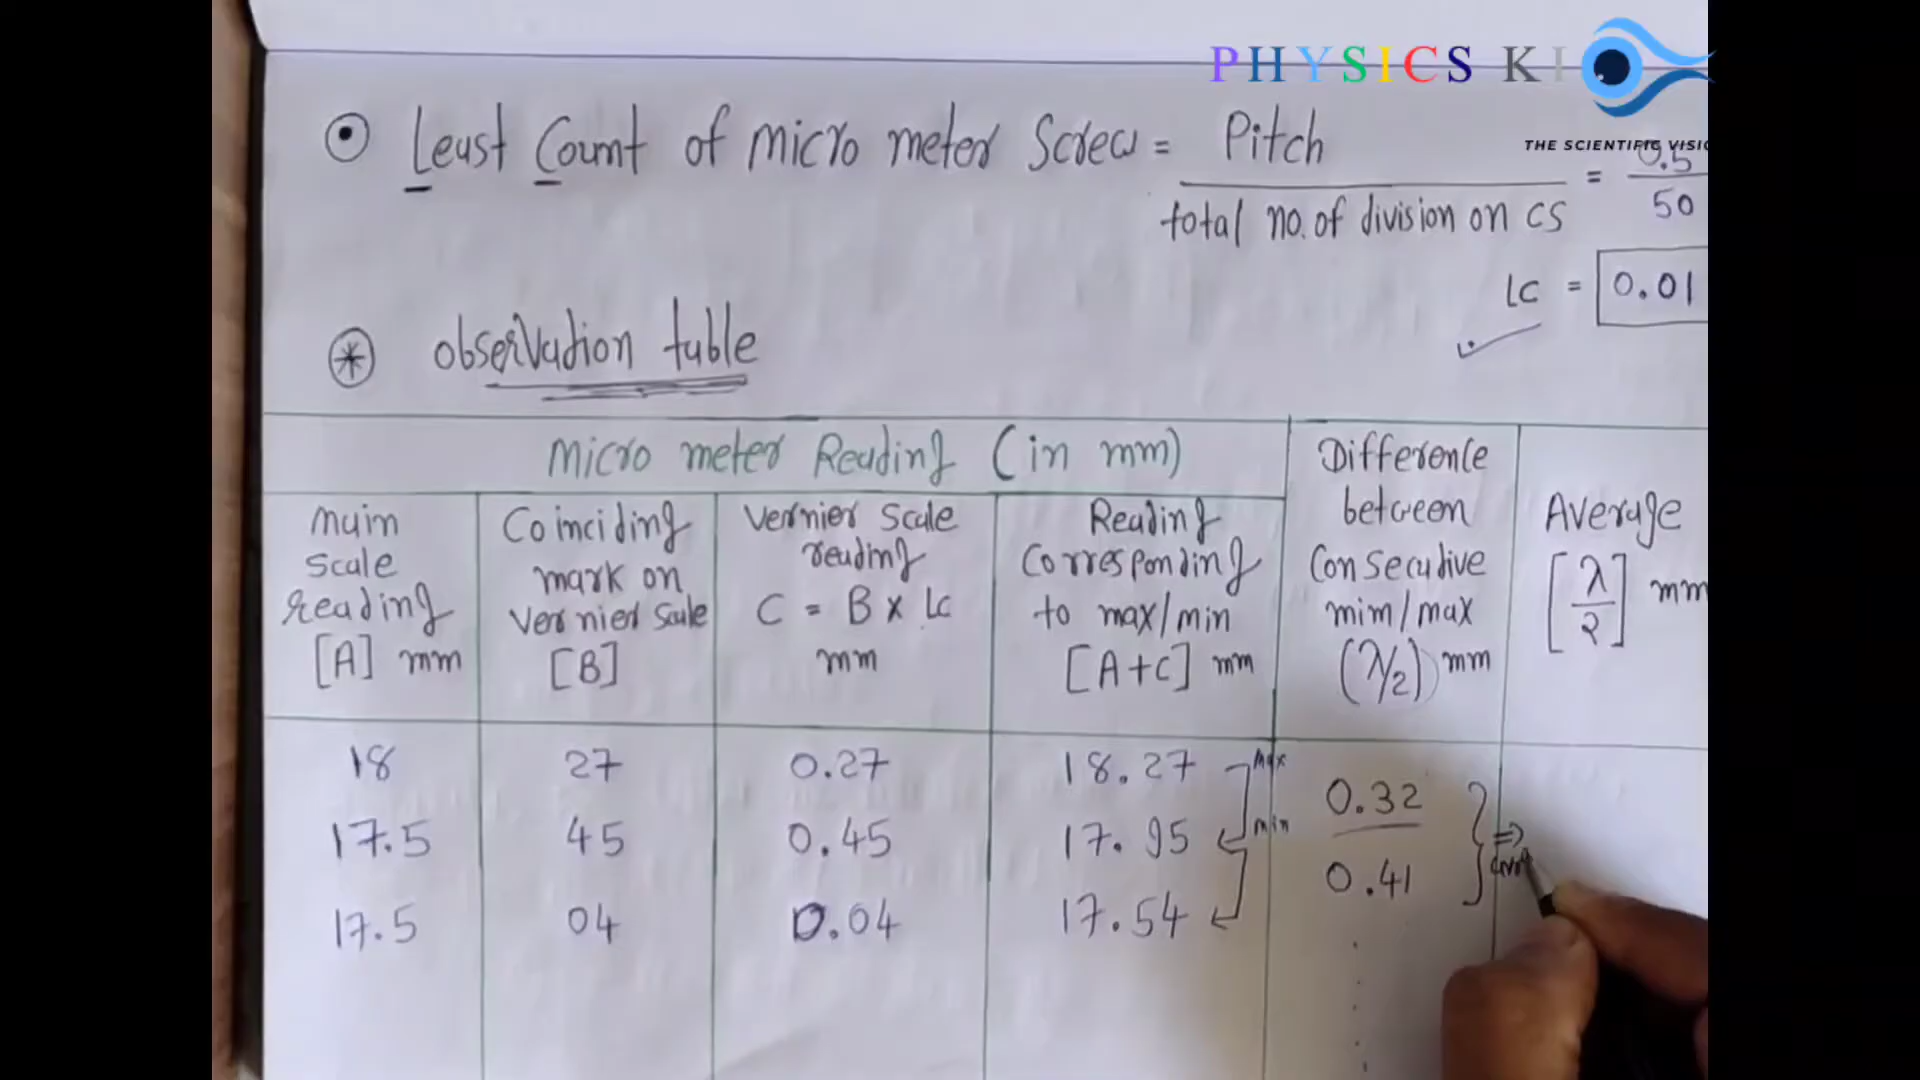 PHYSICS KI
THE SCIENTIFIC VISIO
Least Count of micro meter Screw = Pitch
total no. of division on CS
= 0.5
50
LC = 0.01
* observation table
Micro meter Reading (in mm)
Main
Scale
reading
[A] mm
Coinciding
mark on
Vernier Scale
[B]
Vernier Scale
reading
C = B x LC
mm
Reading
Corresponding
to max/min
[A+C] mm
Difference
between
Consecutive
mim/max
(λ/2) mm
Average
[λ/2] mm
18 27 0.27 18.27 Max
0.32
17.5 45 0.45 17.95 min
0.41 } ⇒
17.5 04 0.04 17.54